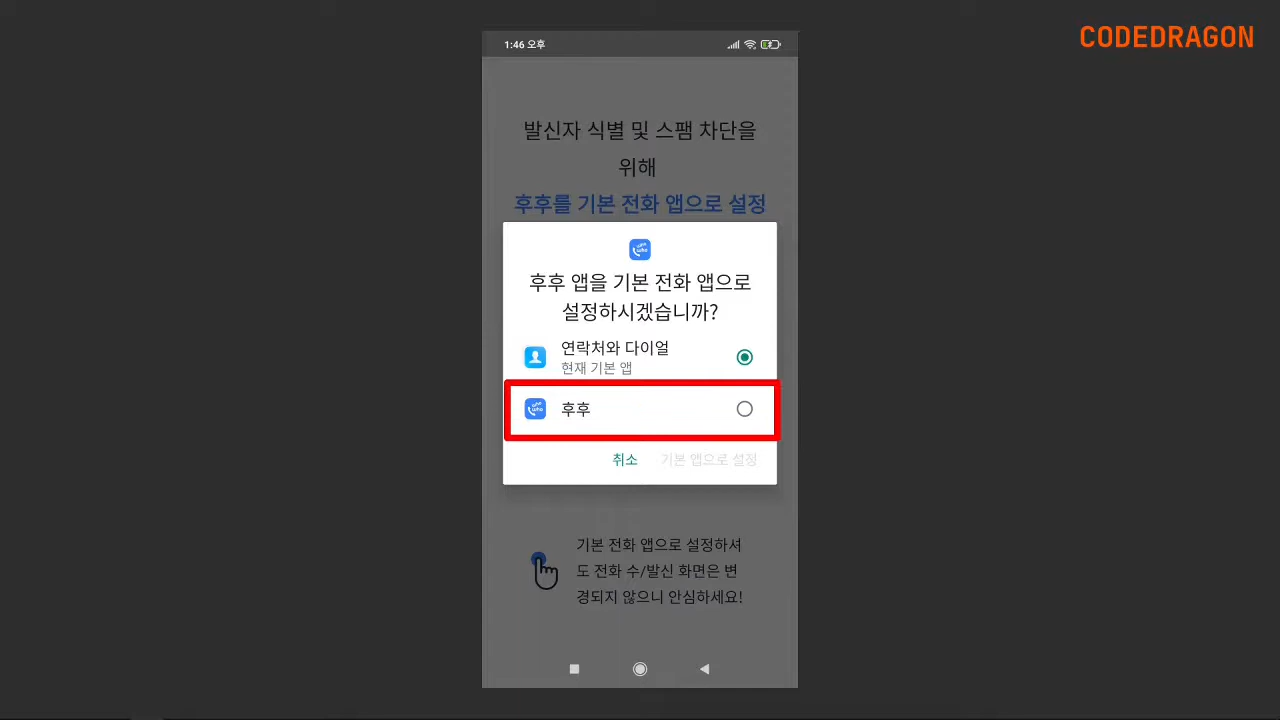 CODEDRAGON
1:46 오후
발신자 식별 및 스팸 차단을
위해
후후를 기본 전화 앱으로 설정
후후 앱을 기본 전화 앱으로
설정하시겠습니까?
연락처와 다이얼
현재 기본 앱
후후
취소 기본 앱으로 설정
기본 전화 앱으로 설정하셔
도 전화 수/발신 화면은 변
경되지 않으니 안심하세요!